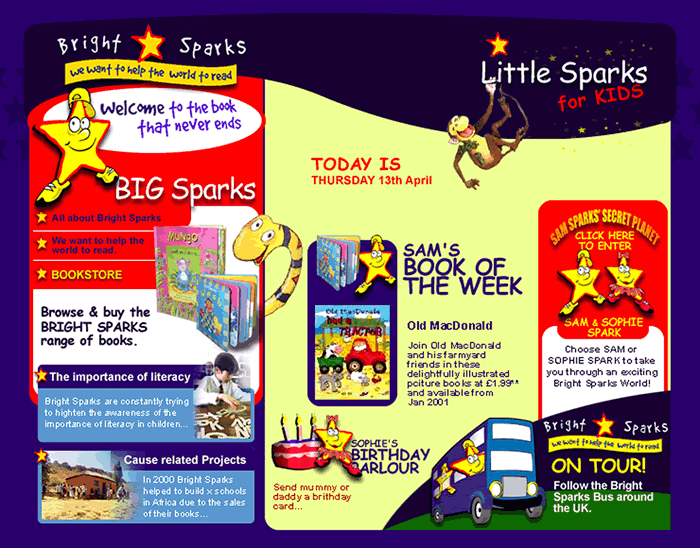 Bright Sparks
we want to help the world to read
Welcome to the book
that never ends
BIG Sparks
All about Bright Sparks
We want to help the
world to read.
BOOKSTORE
MUNGO
Browse & buy the
BRIGHT SPARKS
range of books.
The importance of literacy
Bright Sparks are constantly trying
to highten the awareness of the
importance of literacy in children...
Cause related Projects
In 2000 Bright Sparks
helped to build x schools
in Africa due to the sales
of their books...
Little Sparks
for KIDS
TODAY IS
THURSDAY 13th April
SAM'S
BOOK OF
THE WEEK
Old MacDonald
had a
TRACTOR
Old MacDonald
Join Old MacDonald
and his farmyard
friends in these
delightfully illustrated
pciture books at £1.99**
and available from
Jan 2001
SOPHIE'S
BIRTHDAY
PARLOUR
Send mummy or
daddy a brithday
card...
SAM SPARKS' SECRET PLANET
CLICK HERE
TO ENTER
SAM & SOPHIE
SPARK
Choose SAM or
SOPHIE SPARK to take
you through an exciting
Bright Sparks World!
Bright Sparks
we want to help the world to read
ON TOUR!
Follow the Bright
Sparks Bus around
the UK.